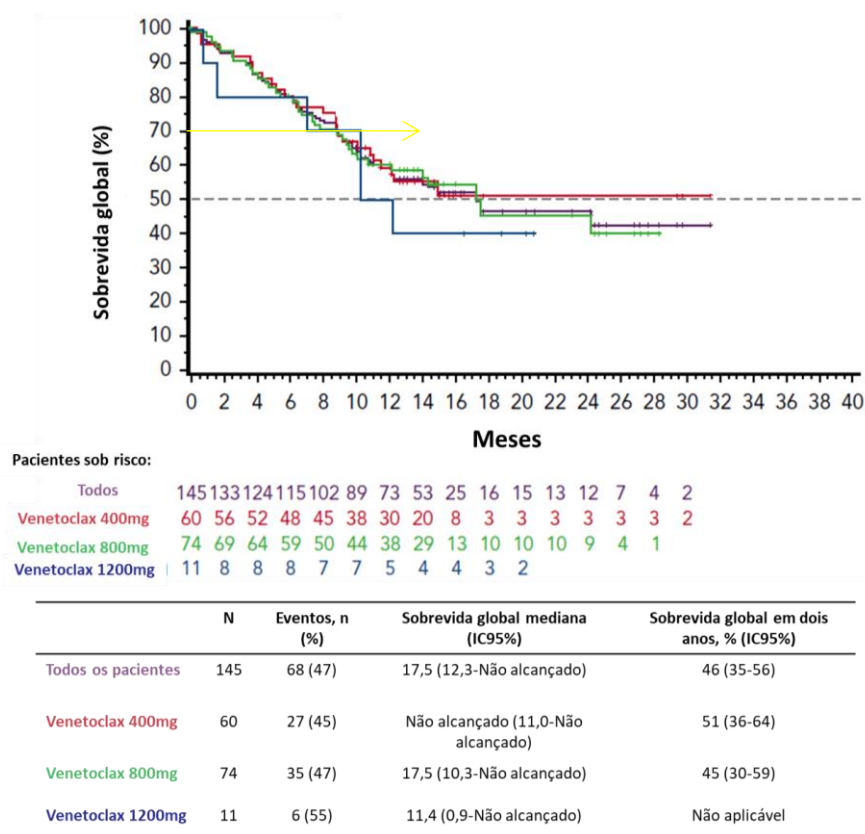 100
90
80
70
60
50
40
30
20
10
0
Sobrevida global (%)
0 2 4 6 8 10 12 14 16 18 20 22 24 26 28 30 32 34 36 38 40
Meses
Pacientes sob risco:
Todos 145 133 124 115 102 89 73 53 25 16 15 13 12 7 4 2
Venetoclax 400mg 60 56 52 48 45 38 30 20 8 3 3 3 3 3 3 2
Venetoclax 800mg 74 69 64 59 50 44 38 29 13 10 10 10 9 4 1
Venetoclax 1200mg 11 8 8 8 7 7 5 4 4 3 2
N Eventos, n (%) Sobrevida global mediana (IC95%) Sobrevida global em dois anos, % (IC95%)
Todos os pacientes 145 68 (47) 17,5 (12,3-Não alcançado) 46 (35-56)
Venetoclax 400mg 60 27 (45) Não alcançado (11,0-Não alcançado) 51 (36-64)
Venetoclax 800mg 74 35 (47) 17,5 (10,3-Não alcançado) 45 (30-59)
Venetoclax 1200mg 11 6 (55) 11,4 (0,9-Não alcançado) Não aplicável